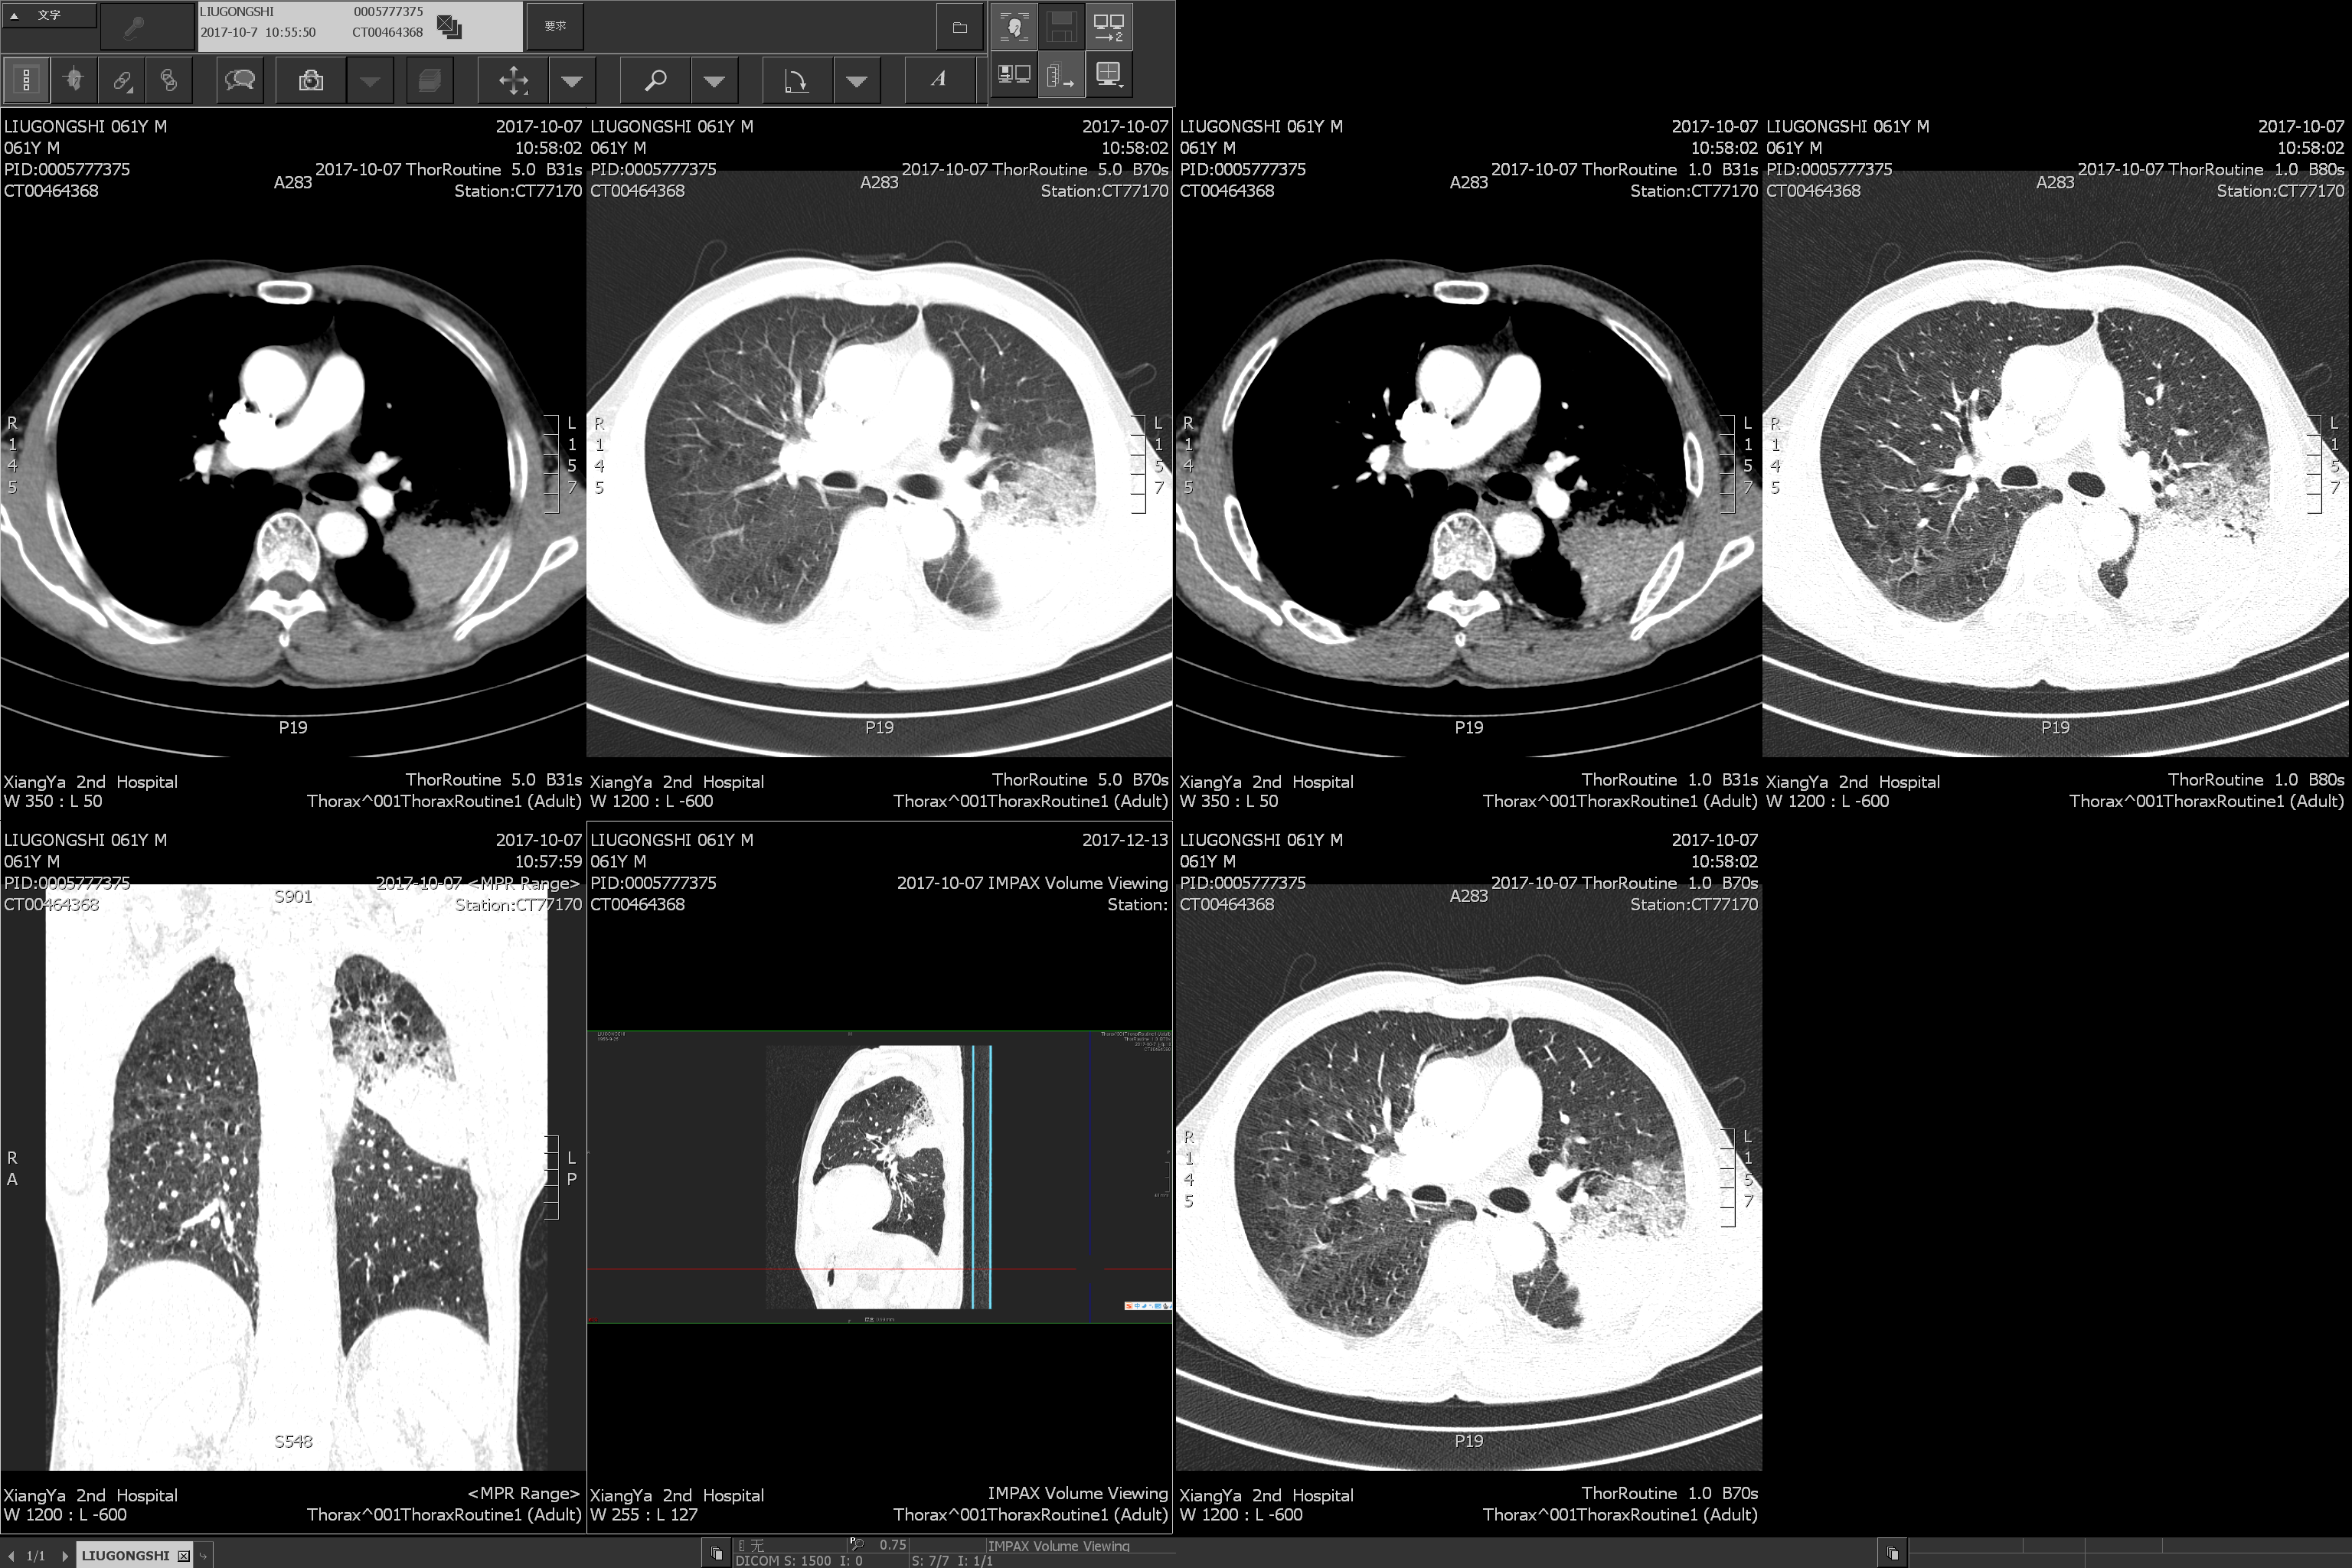 文字
LIUGONGSHI 0005777375
2017-10-7 10:55:50 CT00464368
要求
→2
A
LIUGONGSHI 061Y M 2017-10-07
061Y M 10:58:02
PID:0005777375 2017-10-07 ThorRoutine 5.0 B31s
CT00464368 A283 Station:CT77170
R 145
L 157
P19
XiangYa 2nd Hospital ThorRoutine 5.0 B31s
W 350 : L 50 Thorax^001ThoraxRoutine1 (Adult)
LIUGONGSHI 061Y M 2017-10-07
061Y M 10:58:02
PID:0005777375 2017-10-07 ThorRoutine 5.0 B70s
CT00464368 A283 Station:CT77170
R 145
L 157
P19
XiangYa 2nd Hospital ThorRoutine 5.0 B70s
W 1200 : L -600 Thorax^001ThoraxRoutine1 (Adult)
LIUGONGSHI 061Y M 2017-10-07
061Y M 10:58:02
PID:0005777375 2017-10-07 ThorRoutine 1.0 B31s
CT00464368 A283 Station:CT77170
R 145
L 157
P19
XiangYa 2nd Hospital ThorRoutine 1.0 B31s
W 350 : L 50 Thorax^001ThoraxRoutine1 (Adult)
LIUGONGSHI 061Y M 2017-10-07
061Y M 10:58:02
PID:0005777375 2017-10-07 ThorRoutine 1.0 B80s
CT00464368 A283 Station:CT77170
R 145
L 157
P19
XiangYa 2nd Hospital ThorRoutine 1.0 B80s
W 1200 : L -600 Thorax^001ThoraxRoutine1 (Adult)
LIUGONGSHI 061Y M 2017-10-07
061Y M 10:57:59
PID:0005777375 2017-10-07 <MPR Range>
CT00464368 S901 Station:CT77170
R A
L P
S548
XiangYa 2nd Hospital <MPR Range>
W 1200 : L -600 Thorax^001ThoraxRoutine1 (Adult)
LIUGONGSHI 061Y M 2017-12-13
061Y M
PID:0005777375 2017-10-07 IMPAX Volume Viewing
CT00464368 Station:
XiangYa 2nd Hospital IMPAX Volume Viewing
W 255 : L 127 Thorax^001ThoraxRoutine1 (Adult)
LIUGONGSHI 061Y M 2017-10-07
061Y M 10:58:02
PID:0005777375 2017-10-07 ThorRoutine 1.0 B70s
CT00464368 A283 Station:CT77170
R 145
L 157
P19
XiangYa 2nd Hospital ThorRoutine 1.0 B70s
W 1200 : L -600 Thorax^001ThoraxRoutine1 (Adult)
1/1 LIUGONGSHI
无 P 0.75 IMPAX Volume Viewing
DICOM S: 1500 I: 0 S: 7/7 I: 1/1